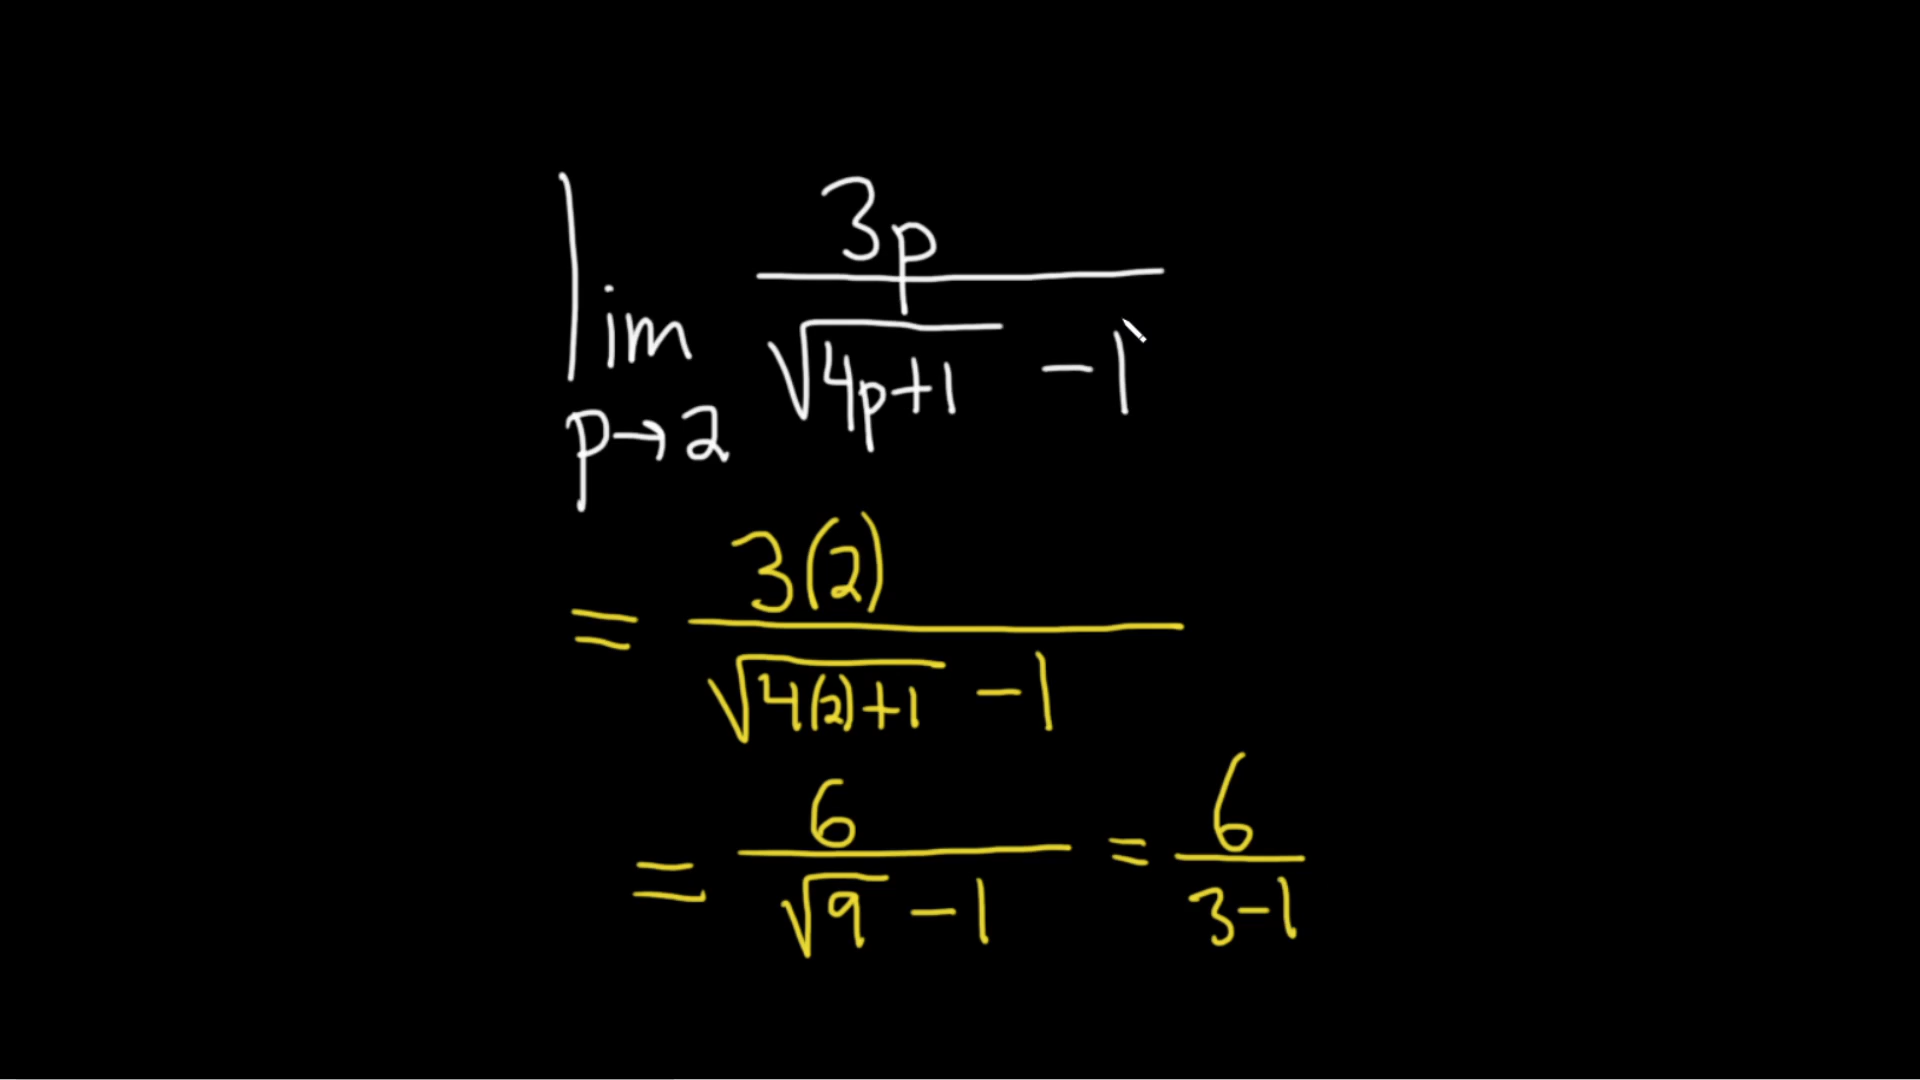 lim p→2 3p / √(4p+1) - 1
= 3(2) / √(4(2)+1) - 1
= 6 / √9 - 1 = 6 / 3-1